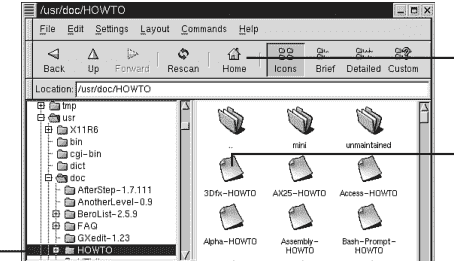 /usr/doc/HOWTO
File Edit Settings Layout Commands Help
Back Up Forward Rescan Home Icons Brief Detailed Custom
Location: /usr/doc/HOWTO
tmp
usr
X11R6
bin
cgi-bin
dict
doc
AfterStep-1.7.111
AnotherLevel-0.9
BeroList-2.5.9
FAQ
GXedit-1.23
HOWTO
..
mini
unmaintained
3Dfx-HOWTO
AX25-HOWTO
Access-HOWTO
Alpha-HOWTO
Assembly-
HOWTO
Bash-Prompt-
HOWTO